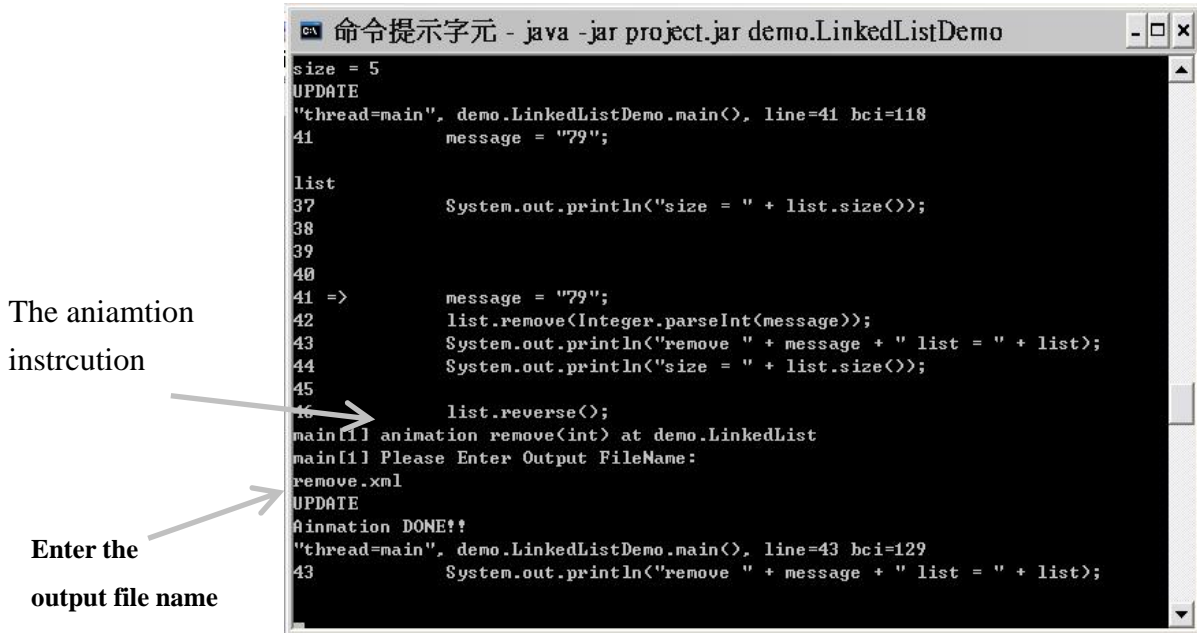 命令提示字元 - java -jar project.jar demo.LinkedListDemo
size = 5
UPDATE
"thread=main", demo.LinkedListDemo.main(), line=41 bci=118
41 message = "79";
list
37 System.out.println("size = " + list.size());
38
39
40
41 => message = "79";
42 list.remove(Integer.parseInt(message));
43 System.out.println("remove " + message + " list = " + list);
44 System.out.println("size = " + list.size());
45
46 list.reverse();
main[1] animation remove(int) at demo.LinkedList
main[1] Please Enter Output FileName:
remove.xml
UPDATE
Ainmation DONE!!
"thread=main", demo.LinkedListDemo.main(), line=43 bci=129
43 System.out.println("remove " + message + " list = " + list);
The aniamtion
instrcution
Enter the
output file name